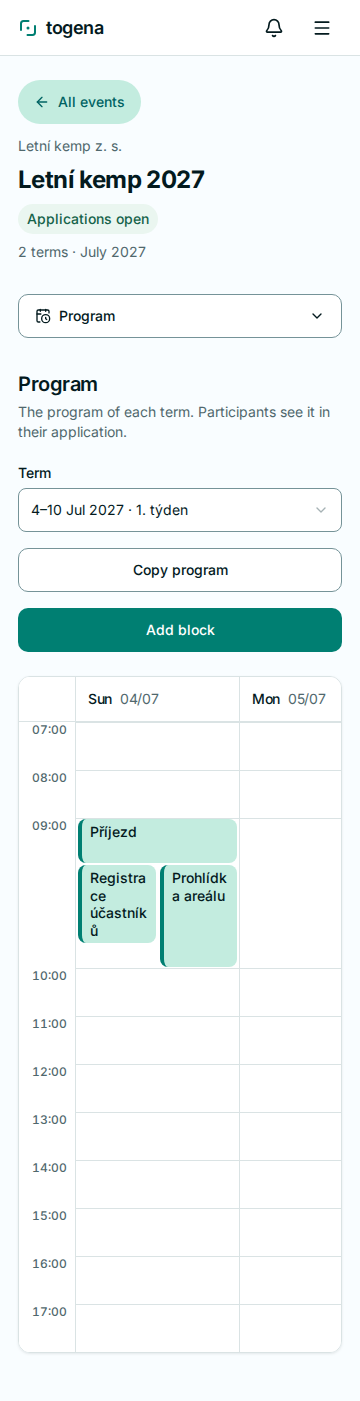 togena
All events
Letní kemp z. s.
Letní kemp 2027
Applications open
2 terms · July 2027
Program
Program
The program of each term. Participants see it in
their application.
Term
4–10 Jul 2027 · 1. týden
Copy program
Add block
Sun 04/07
Mon 05/07
07:00
08:00
09:00
Příjezd
Registra
ce
účastník
ů
Prohlídk
a areálu
10:00
11:00
12:00
13:00
14:00
15:00
16:00
17:00